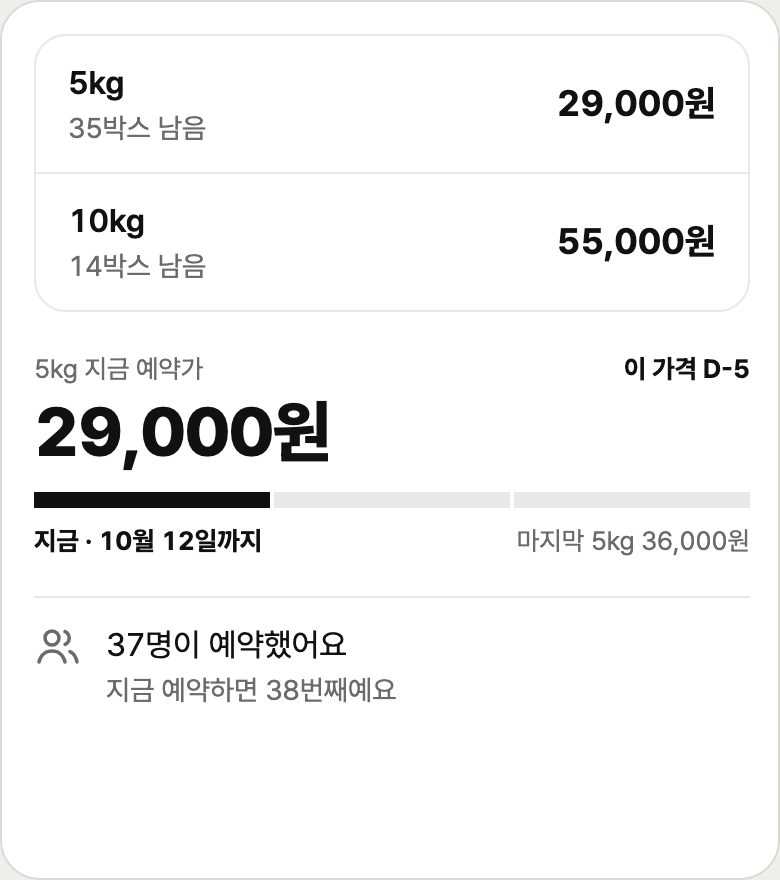 5kg
35박스 남음
29,000원
10kg
14박스 남음
55,000원
5kg 지금 예약가
이 가격 D-5
29,000원
지금 · 10월 12일까지
마지막 5kg 36,000원
37명이 예약했어요
지금 예약하면 38번째예요